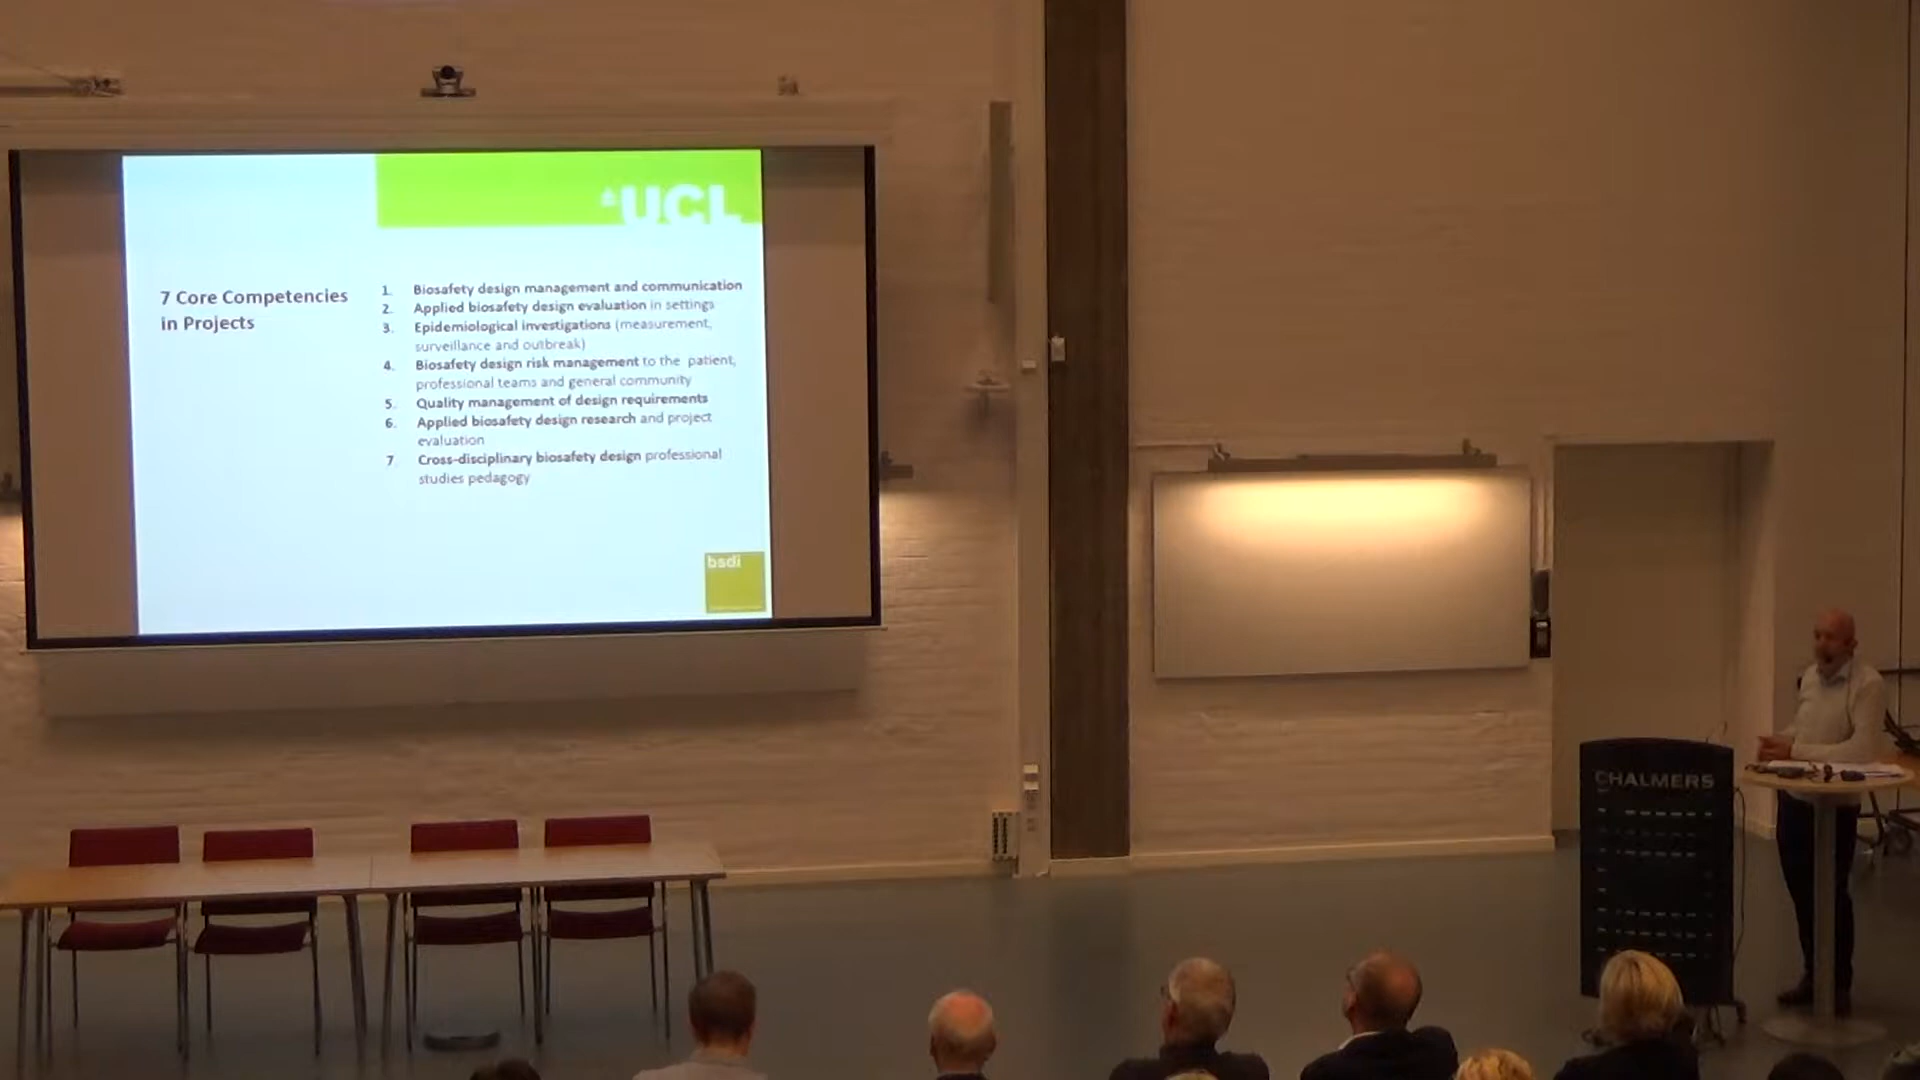 UCL
7 Core Competencies
in Projects
1. Biosafety design management and communication
2. Applied biosafety design evaluation in settings
3. Epidemiological investigations (measurement,
surveillance and outbreak)
4. Biosafety design risk management to the patient,
professional teams and general community
5. Quality management of design requirements
6. Applied biosafety design research and project
evaluation
7. Cross-disciplinary biosafety design professional
studies pedagogy
bsdi
CHALMERS